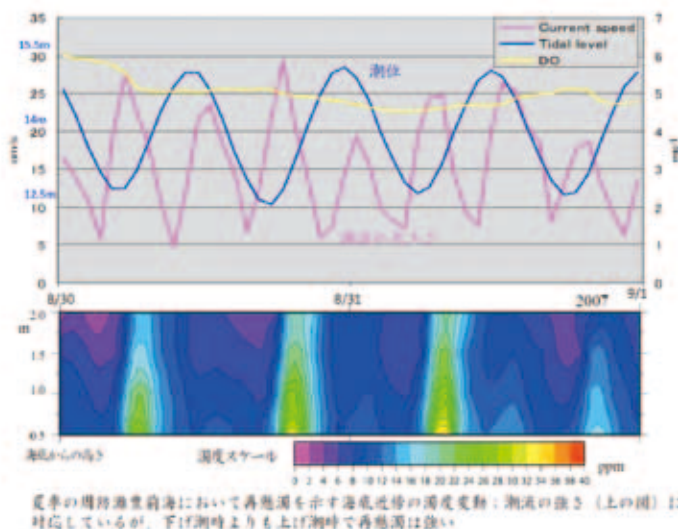 35
30
25
20
15
10
5
0
15.5m
14m
12.5m
cm/s
Current speed
Tidal level
DO
潮位
7
6
5
4
3
2
1
0
mg/l
8/30
8/31
2007
9/1
m
2.0
1.5
1.0
0.5
海底からの高さ
濁度スケール
0 2 4 6 8 10 12 14 16 18 20 22 24 26 28 30 32 34 36 38 40
ppm
夏季の周防灘豊前海において再懸濁を示す海底近傍の濁度変動：潮流の強さ（上の図）に
対応しているが、下げ潮時よりも上げ潮時で再懸濁は強い